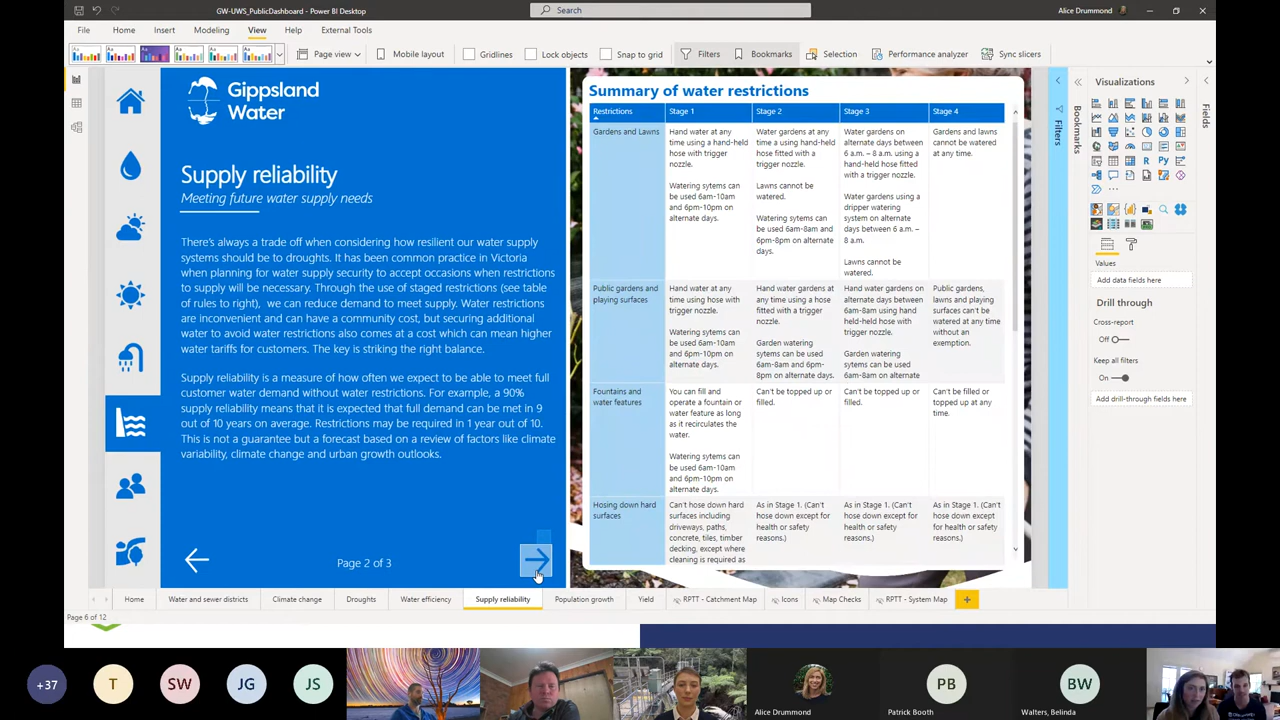 GW-UWS_PublicDashboard - Power BI Desktop
Search
Alice Drummond
File
Home
Insert
Modeling
View
Help
External Tools
Page view
Mobile layout
Gridlines
Lock objects
Snap to grid
Filters
Bookmarks
Selection
Performance analyzer
Sync slicers
Gippsland
Water
Supply reliability
Meeting future water supply needs
There's always a trade off when considering how resilient our water supply
systems should be to droughts. It has been common practice in Victoria
when planning for water supply security to accept occasions when restrictions
to supply will be necessary. Through the use of staged restrictions (see table
of rules to right), we can reduce demand to meet supply. Water restrictions
are inconvenient and can have a community cost, but securing additional
water to avoid water restrictions also comes at a cost which can mean higher
water tariffs for customers. The key is striking the right balance.
Supply reliability is a measure of how often we expect to be able to meet full
customer water demand without water restrictions. For example, a 90%
supply reliability means that it is expected that full demand can be met in 9
out of 10 years on average. Restrictions may be required in 1 year out of 10.
This is not a guarantee but a forecast based on a review of factors like climate
variability, climate change and urban growth outlooks.
Page 2 of 3
Summary of water restrictions
Restrictions
Stage 1
Stage 2
Stage 3
Stage 4
Gardens and Lawns
Hand water at any
time using a hand-held
hose with trigger
nozzle.
Watering sytems can
be used 6am-10am
and 6pm-10pm on
alternate days.
Water gardens at any
time a using hand-held
hose fitted with a
trigger nozzle.
Lawns cannot be
watered.
Watering sytems can
be used 6am-8am and
6pm-8pm on alternate
days.
Water gardens on
alternate days between
6 a.m. – 8 a.m. using a
hand-held hose fitted
with a trigger nozzle.
Water gardens using a
dripper watering
system on alternate
days between 6 a.m. –
8 a.m.
Lawns cannot be
watered.
Gardens and lawns
cannot be watered
at any time.
Public gardens and
playing surfaces
Hand water at any
time using hose with
trigger nozzle.
Watering sytems can
be used 6am-10am
and 6pm-10pm on
alternate days.
Hand water gardens at
any time using a hose
fitted with a trigger
nozzle.
Garden watering
sytems can be used
6am-8am and 6pm-
8pm on alternate days.
Hand water gardens on
alternate days between
6am-8am using hand
held-held hose with
trigger nozzle.
Garden watering
sytems can be used
6am-8am on alternate
Public gardens,
lawns and playing
surfaces can't be
watered at any time
without an
exemption.
Fountains and
water features
You can fill and
operate a fountain or
water feature as long
as it recirculates the
water.
Watering sytems can
be used 6am-10am
and 6pm-10pm on
alternate days.
Can't be topped up or
filled.
Can't be topped up or
filled.
Can't be filled or
topped up at any
time.
Hosing down hard
surfaces
Can't hose down hard
surfaces including
driveways, paths,
concrete, tiles, timber
decking, except where
cleaning is required as
As in Stage 1. (Can't
hose down except for
health or safety
reasons.)
As in Stage 1. (Can't
hose down except for
health or safety
reasons.)
As in Stage 1. (Can't
hose down except
for health or safety
reasons.)
Filters
Bookmarks
Visualizations
Fields
Values
Add data fields here
Drill through
Cross-report
Off
Keep all filters
On
Add drill-through fields here
Home
Water and sewer districts
Climate change
Droughts
Water efficiency
Supply reliability
Population growth
Yield
RPTT - Catchment Map
Icons
Map Checks
RPTT - System Map
Page 6 of 12
+37
T
SW
JG
JS
Alice Drummond
PB
Patrick Booth
BW
Walters, Belinda